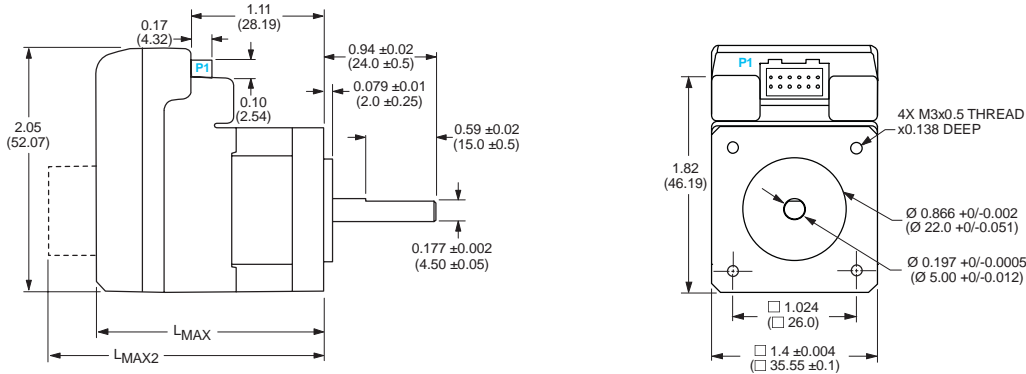 1.11
(28.19)
0.17
(4.32)
0.94 ±0.02
(24.0 ±0.5)
P1
0.079 ±0.01
(2.0 ±0.25)
0.10
(2.54)
0.59 ±0.02
(15.0 ±0.5)
2.05
(52.07)
0.177 ±0.002
(4.50 ±0.05)
LMAX
LMAX2
P1
4X M3x0.5 THREAD
x0.138 DEEP
1.82
(46.19)
Ø 0.866 +0/-0.002
(Ø 22.0 +0/-0.051)
Ø 0.197 +0/-0.0005
(Ø 5.00 +0/-0.012)
□ 1.024
(□ 26.0)
□ 1.4 ±0.004
(□ 35.55 ±0.1)